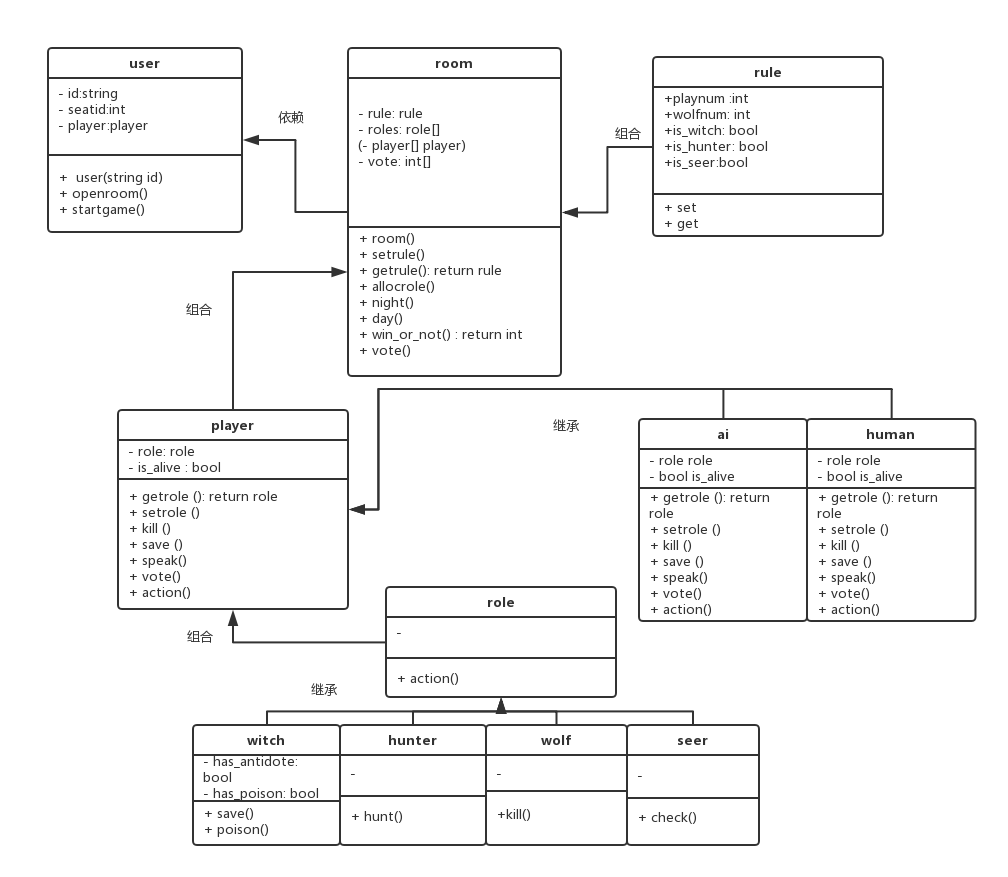 user
- id:string
- seatid:int
- player:player
+  user(string id)
+ openroom()
+ startgame()
依赖
room
- rule: rule
- roles: role[]
(- player[] player)
- vote: int[]
+ room()
+ setrule()
+ getrule(): return rule
+ allocrole()
+ night()
+ day()
+ win_or_not() : return int
+ vote()
组合
rule
+playnum :int
+wolfnum: int
+is_witch: bool
+is_hunter: bool
+is_seer:bool
+ set
+ get
组合
player
- role: role
- is_alive : bool
+ getrole (): return role
+ setrole ()
+ kill ()
+ save ()
+ speak()
+ vote()
+ action()
继承
ai
- role role
- bool is_alive
+ getrole (): return
role
+ setrole ()
+ kill ()
+ save ()
+ speak()
+ vote()
+ action()
human
- role role
- bool is_alive
+ getrole (): return
role
+ setrole ()
+ kill ()
+ save ()
+ speak()
+ vote()
+ action()
组合
role
-
+ action()
继承
witch
- has_antidote:
bool
- has_poison: bool
+ save()
+ poison()
hunter
-
+ hunt()
wolf
-
+kill()
seer
-
+ check()